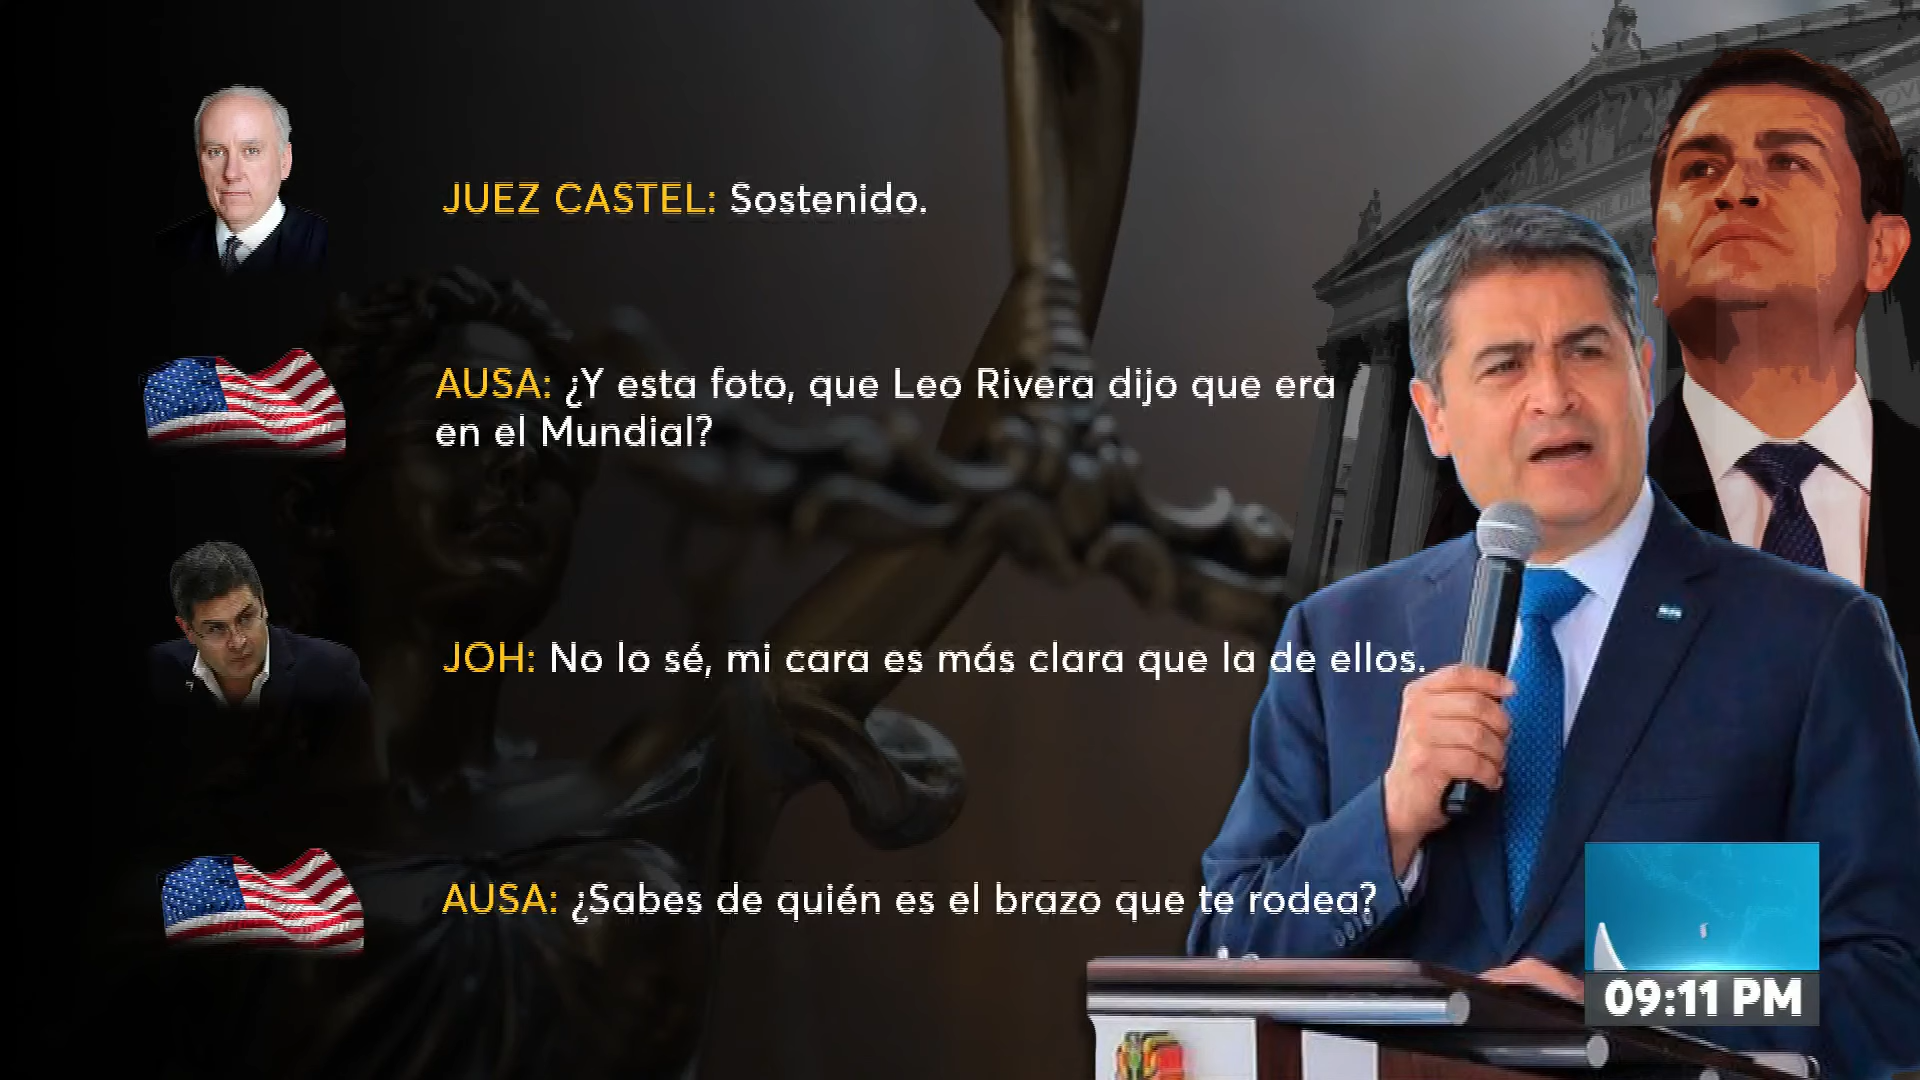 JUEZ CASTEL: Sostenido.
AUSA: ¿Y esta foto, que Leo Rivera dijo que era
en el Mundial?
JOH: No lo sé, mi cara es más clara que la de ellos.
AUSA: ¿Sabes de quién es el brazo que te rodea?
09:11 PM